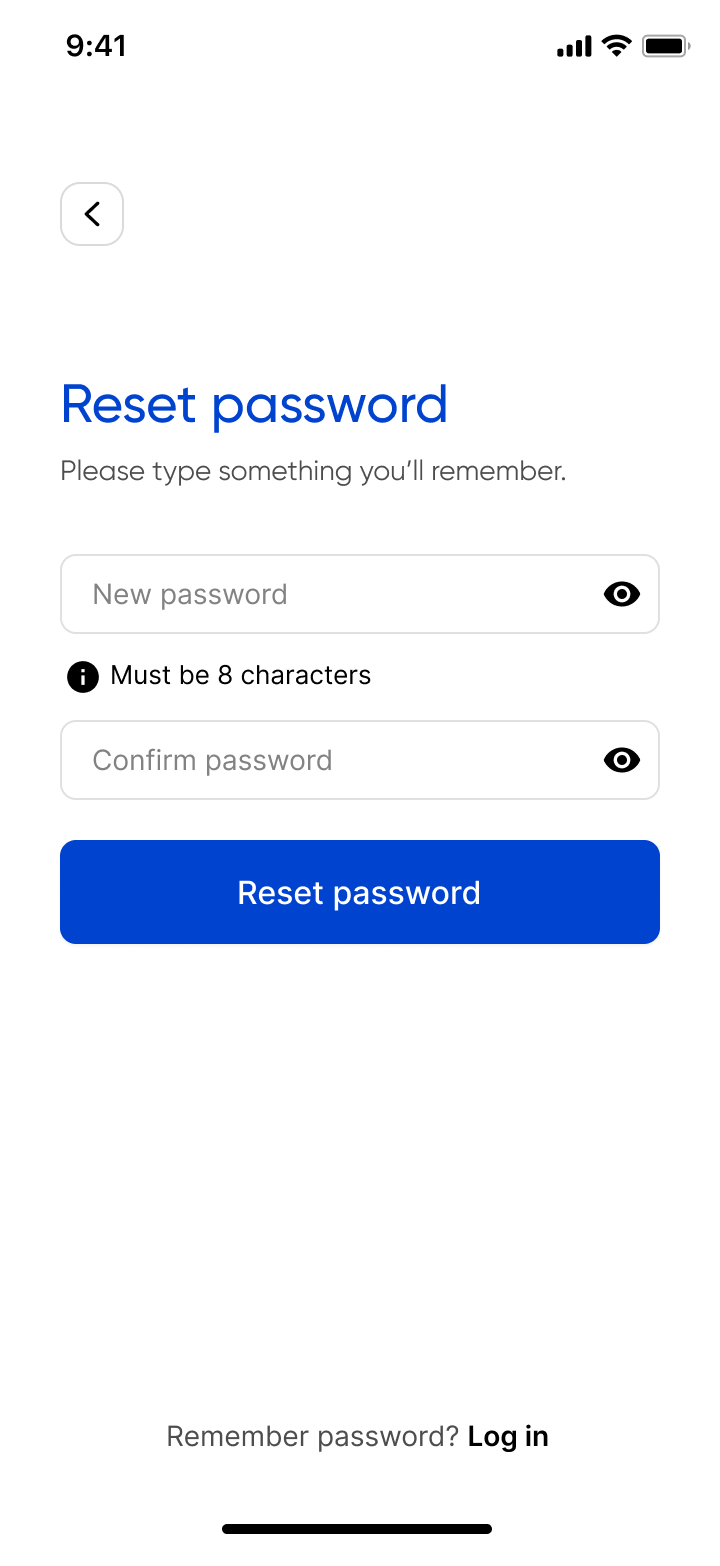 9:41
Reset password
Please type something you’ll remember.
New password
Must be 8 characters
Confirm password
Reset password
Remember password? Log in